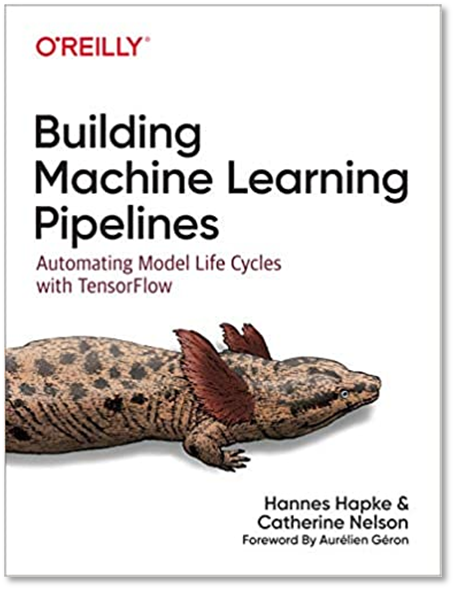 O'REILLY®
Building
Machine Learning
Pipelines
Automating Model Life Cycles
with TensorFlow
Hannes Hapke &
Catherine Nelson
Foreword By Aurélien Géron